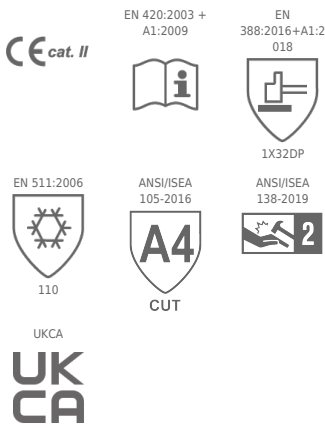 CE cat. II
EN 420:2003 +
A1:2009
i
EN
388:2016+A1:2
018
1X32DP
EN 511:2006
110
ANSI/ISEA
105-2016
A4
CUT
ANSI/ISEA
138-2019
2
UKCA
UK
CA